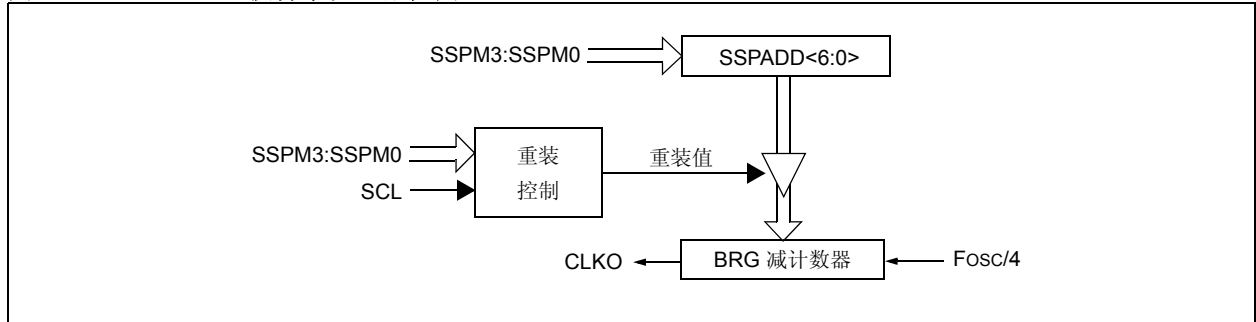 SSPM3:SSPM0
SSPADD<6:0>
SSPM3:SSPM0
SCL
重装
控制
重装值
CLKO
BRG 减计数器
FOSC/4